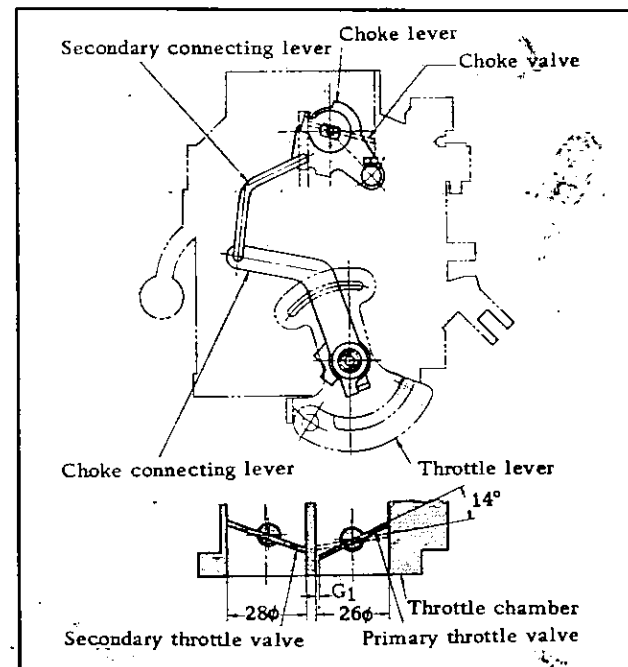 Choke lever
Secondary connecting lever
Choke valve
Choke connecting lever
Throttle lever
14°
G1
28φ
26φ
Throttle chamber
Secondary throttle valve
Primary throttle valve